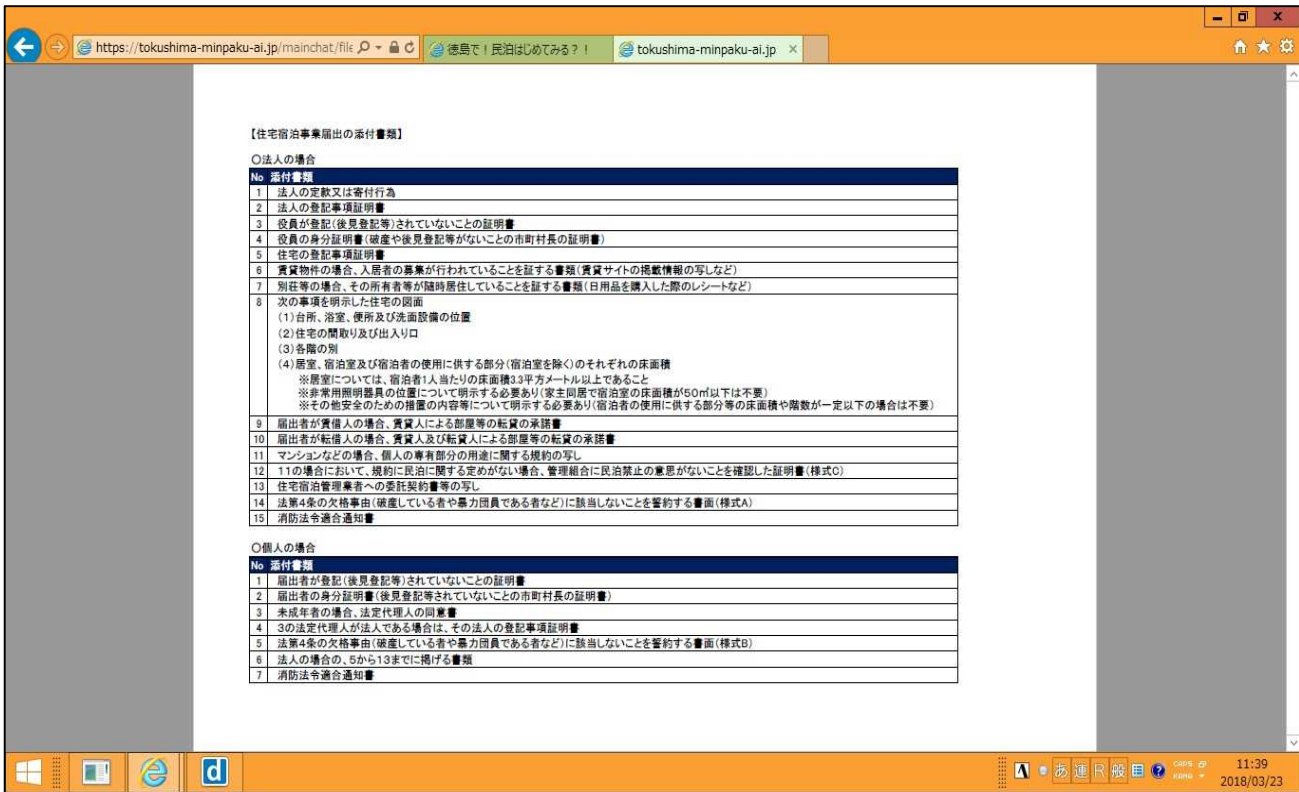 https://tokushima-minpaku-ai.jp/mainchat/file
徳島で！民泊はじめてみる？！
tokushima-minpaku-ai.jp
【住宅宿泊事業届出の添付書類】
○法人の場合
No 添付書類
1 法人の定款又は寄付行為
2 法人の登記事項証明書
3 役員が登記(後見登記等)されていないことの証明書
4 役員の身分証明書(破産や後見登記等がないことの市町村長の証明書)
5 住宅の登記事項証明書
6 賃貸物件の場合、入居者の募集が行われていることを証する書類(賃貸サイトの掲載情報の写しなど)
7 別荘等の場合、その所有者等が随時居住していることを証する書類(日用品を購入した際のレシートなど)
8 次の事項を明示した住宅の図面
(1)台所、浴室、便所及び洗面設備の位置
(2)住宅の間取り及び出入り口
(3)各階の別
(4)居室、宿泊室及び宿泊者の使用に供する部分(宿泊室を除く)のそれぞれの床面積
※居室については、宿泊者1人当たりの床面積3.3平方メートル以上であること
※非常用照明器具の位置について明示する必要あり(家主同居で宿泊室の床面積が50㎡以下は不要)
※その他安全のための措置の内容等について明示する必要あり(宿泊者の使用に供する部分等の床面積や階数が一定以下の場合は不要)
9 届出者が賃借人の場合、賃貸人による部屋等の転貸の承諾書
10 届出者が転借人の場合、賃貸人及び転貸人による部屋等の転貸の承諾書
11 マンションなどの場合、個人の専有部分の用途に関する規約の写し
12 11の場合において、規約に民泊に関する定めがない場合、管理組合に民泊禁止の意思がないことを確認した証明書(様式C)
13 住宅宿泊管理業者への委託契約書等の写し
14 法第4条の欠格事由(破産している者や暴力団員である者など)に該当しないことを誓約する書面(様式A)
15 消防法令適合通知書
○個人の場合
No 添付書類
1 届出者が登記(後見登記等)されていないことの証明書
2 届出者の身分証明書(後見登記等されていないことの市町村長の証明書)
3 未成年者の場合、法定代理人の同意書
4 3の法定代理人が法人である場合は、その法人の登記事項証明書
5 法第4条の欠格事由(破産している者や暴力団員である者など)に該当しないことを誓約する書面(様式B)
6 法人の場合の、5から13までに掲げる書類
7 消防法令適合通知書
d
A あ 連 R 般 CAPS
KANA
11:39
2018/03/23